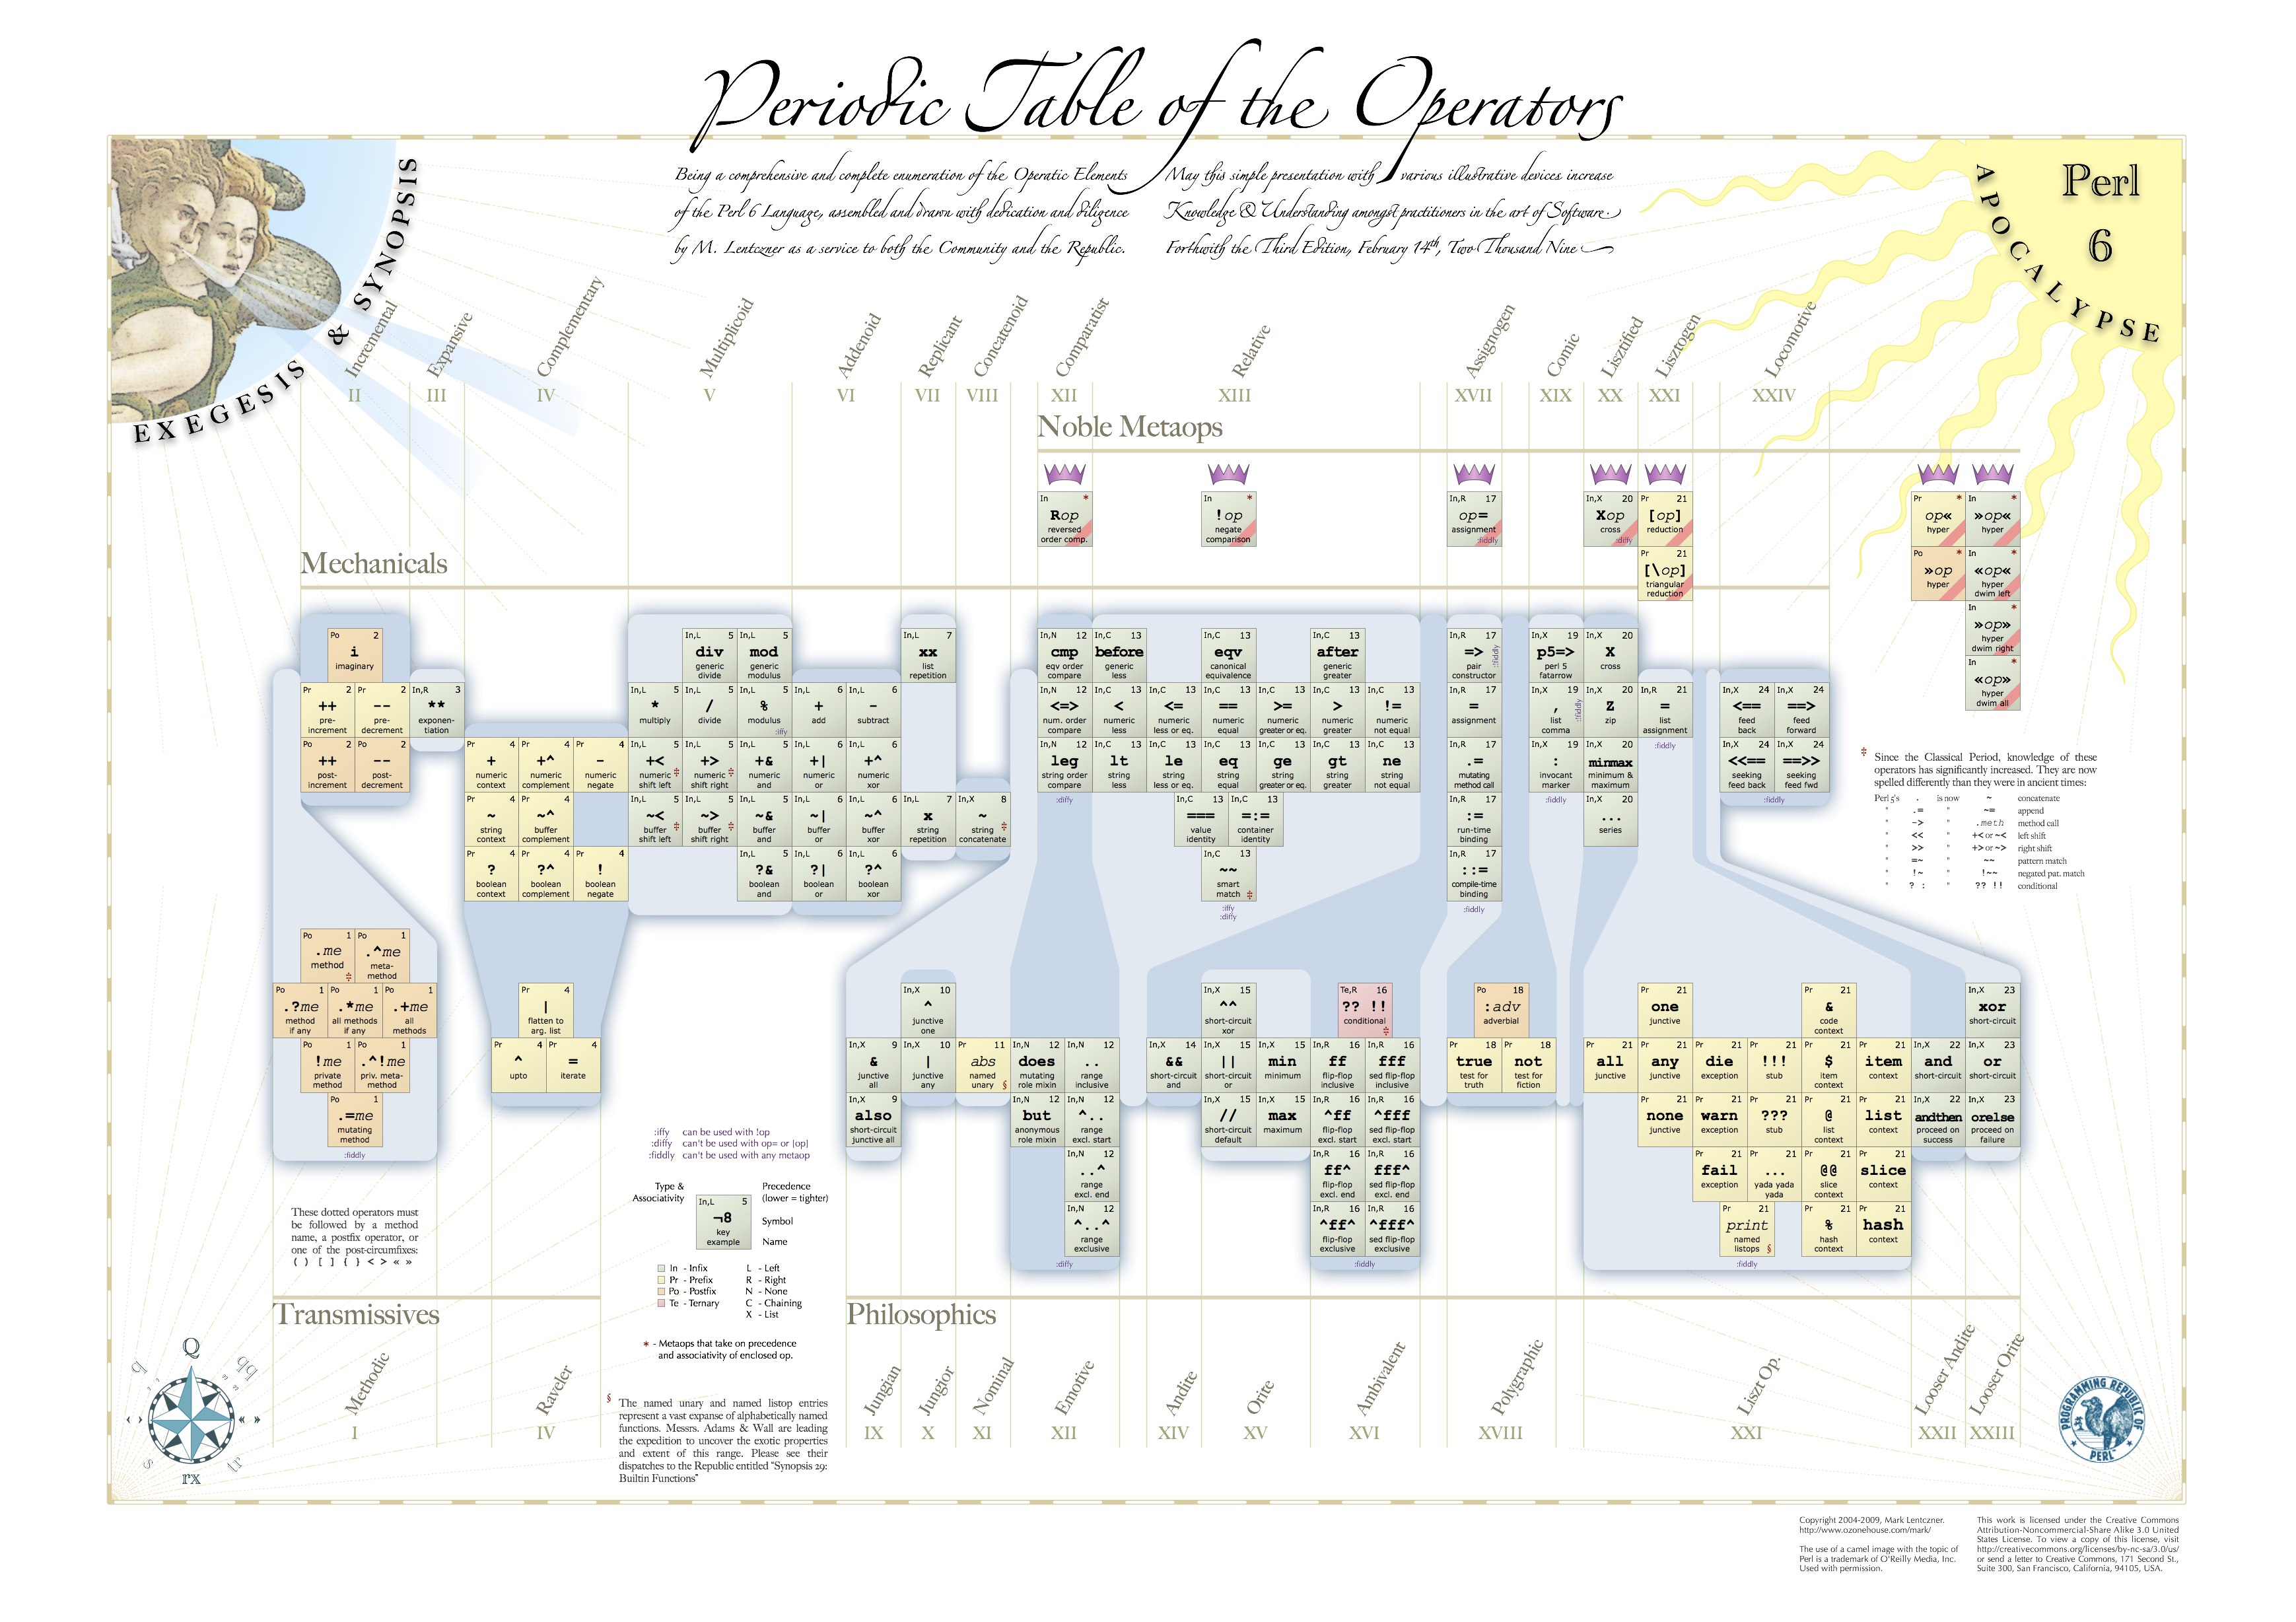 Periodic Table of the Operators
Being a comprehensive and complete enumeration of the Operatic Elements
of the Perl 6 Language, assembled and drawn with dedication and diligence
by M. Lentczner as a service to both the Community and the Republic.
May this simple presentation with various illustrative devices increase
Knowledge & Understanding amongst practitioners in the art of Software.
Forthwith the Third Edition, February 14th, Two Thousand Nine
EXEGESIS & SYNOPSIS
Perl
6
APOCALYPSE
Incremental Expansive Complementary Multiplicoid Addenoid Replicant Concatenoid Comparatist Relative Assignogen Comic Lisztified Lisztogen Locomotive
II III IV V VI VII VIII XII XIII XVII XIX XX XXI XXIV
Noble Metaops
In *
Rop
reversed
order comp.
In *
!op
negate
comparison
In,R 17
op=
assignment
:fiddly
In,X 20
Xop
cross
:diffy
Pr 21
[op]
reduction
Pr 21
[\op]
triangular
reduction
Pr *
op«
hyper
In *
»op«
hyper
Po *
»op
hyper
In *
«op«
hyper
dwim left
In *
»op»
hyper
dwim right
In *
«op»
hyper
dwim all
Mechanicals
Po 2
i
imaginary
In,L 5
div
generic
divide
In,L 5
mod
generic
modulus
In,L 7
xx
list
repetition
In,N 12
cmp
eqv order
compare
In,C 13
before
generic
less
In,C 13
eqv
canonical
equivalence
In,C 13
after
generic
greater
In,R 17
=>
pair
constructor
:fiddly
In,X 19
p5=>
perl 5
fatarrow
In,X 20
X
cross
Pr 2
++
pre-
increment
Pr 2
--
pre-
decrement
In,R 3
**
exponen-
tiation
In,L 5
*
multiply
In,L 5
/
divide
In,L 5
%
modulus
:iffy
In,L 6
+
add
In,L 6
-
subtract
In,N 12
<=>
num. order
compare
In,C 13
<
numeric
less
In,C 13
<=
numeric
less or eq.
In,C 13
==
numeric
equal
In,C 13
>=
numeric
greater or eq.
In,C 13
>
numeric
greater
In,C 13
!=
numeric
not equal
In,R 17
=
assignment
In,X 19
,
list
comma
:fiddly
In,X 20
Z
zip
In,R 21
=
list
assignment
:fiddly
In,X 24
<==
feed
back
In,X 24
==>
feed
forward
Po 2
++
post-
increment
Po 2
--
post-
decrement
Pr 4
+
numeric
context
Pr 4
+^
numeric
complement
Pr 4
-
numeric
negate
In,L 5
+<
numeric ‡
shift left
In,L 5
+>
numeric ‡
shift right
In,L 5
+&
numeric
and
In,L 6
+|
numeric
or
In,L 6
+^
numeric
xor
In,N 12
leg
string order
compare
:diffy
In,C 13
lt
string
less
In,C 13
le
string
less or eq.
In,C 13
eq
string
equal
In,C 13
ge
string
greater or eq.
In,C 13
gt
string
greater
In,C 13
ne
string
not equal
In,R 17
.=
mutating
method call
In,X 19
:
invocant
marker
:fiddly
In,X 20
minmax
minimum &
maximum
In,X 24
<<==
seeking
feed back
In,X 24
==>>
seeking
feed fwd
:fiddly
Pr 4
~
string
context
Pr 4
~^
buffer
complement
In,L 5
~<
buffer ‡
shift left
In,L 5
~>
buffer ‡
shift right
In,L 5
~&
buffer
and
In,L 6
~|
buffer
or
In,L 6
~^
buffer
xor
In,L 7
x
string
repetition
In,X 8
~
string ‡
concatenate
In,C 13
===
value
identity
In,C 13
=:=
container
identity
In,R 17
:=
run-time
binding
In,X 20
...
series
Pr 4
?
boolean
context
Pr 4
?^
boolean
complement
Pr 4
!
boolean
negate
In,L 5
?&
boolean
and
In,L 6
?|
boolean
or
In,L 6
?^
boolean
xor
In,C 13
~~
smart
match ‡
:iffy
:diffy
In,R 17
::=
compile-time
binding
:fiddly
‡ Since the Classical Period, knowledge of these
operators has significantly increased. They are now
spelled differently than they were in ancient times:
Perl 5's . is now ~ concatenate
" .= " ~= append
" -> " .meth method call
" << " +< or ~< left shift
" >> " +> or ~> right shift
" =~ " ~~ pattern match
" !~ " !~~ negated pat. match
" ? : " ?? !! conditional
Po 1
.me
method
‡
Po 1
.^me
meta-
method
Po 1
.?me
method
if any
Po 1
.*me
all methods
if any
Po 1
.+me
all
methods
Po 1
!me
private
method
Po 1
.^!me
priv. meta-
method
Po 1
.=me
mutating
method
:fiddly
Pr 4
|
flatten to
arg. list
Pr 4
^
upto
Pr 4
=
iterate
In,X 10
^
junctive
one
In,X 15
^^
short-circuit
xor
Te,R 16
?? !!
conditional
‡
Po 18
:adv
adverbial
Pr 21
one
junctive
Pr 21
&
code
context
In,X 23
xor
short-circuit
In,X 9
&
junctive
all
In,X 10
|
junctive
any
Pr 11
abs
named
unary §
In,N 12
does
mutating
role mixin
In,N 12
..
range
inclusive
In,X 14
&&
short-circuit
and
In,X 15
||
short-circuit
or
In,X 15
min
minimum
In,R 16
ff
flip-flop
inclusive
In,R 16
fff
sed flip-flop
inclusive
Pr 18
true
test for
truth
Pr 18
not
test for
fiction
Pr 21
all
junctive
Pr 21
any
junctive
Pr 21
die
exception
Pr 21
!!!
stub
Pr 21
$
item
context
Pr 21
item
context
In,X 22
and
short-circuit
In,X 23
or
short-circuit
In,X 9
also
short-circuit
junctive all
In,N 12
but
anonymous
role mixin
In,N 12
^..
range
excl. start
In,X 15
//
short-circuit
default
In,X 15
max
maximum
In,R 16
^ff
flip-flop
excl. start
In,R 16
^fff
sed flip-flop
excl. start
Pr 21
none
junctive
Pr 21
warn
exception
Pr 21
???
stub
Pr 21
@
list
context
Pr 21
list
context
In,X 22
andthen
proceed on
success
In,X 23
orelse
proceed on
failure
In,N 12
..^
range
excl. end
In,R 16
ff^
flip-flop
excl. end
In,R 16
fff^
sed flip-flop
excl. end
Pr 21
fail
exception
Pr 21
...
yada yada
yada
Pr 21
@@
slice
context
Pr 21
slice
context
In,N 12
^..^
range
exclusive
:diffy
In,R 16
^ff^
flip-flop
exclusive
In,R 16
^fff^
sed flip-flop
exclusive
:fiddly
Pr 21
print
named
listops §
Pr 21
%
hash
context
Pr 21
hash
context
:fiddly
:iffy can be used with !op
:diffy can't be used with op= or [op]
:fiddly can't be used with any metaop
Type &
Associativity
Precedence
(lower = tighter)
In,L 5
¬8
key
example
Symbol
Name
In - Infix
Pr - Prefix
Po - Postfix
Te - Ternary
L - Left
R - Right
N - None
C - Chaining
X - List
* - Metaops that take on precedence
and associativity of enclosed op.
§ The named unary and named listop entries
represent a vast expanse of alphabetically named
functions. Messrs. Adams & Wall are leading
the expedition to uncover the exotic properties
and extent of this range. Please see their
dispatches to the Republic entitled "Synopsis 29:
Builtin Functions"
These dotted operators must
be followed by a method
name, a postfix operator, or
one of the post-circumfixes:
( ) [ ] { } < > « »
Transmissives
Philosophics
Methodic Raveler Jungian Jungior Nominal Emotive Andite Orite Ambivalent Polygraphic Liszt Op. Looser Andite Looser Orite
I IV IX X XI XII XIV XV XVI XVIII XXI XXII XXIII
Q
q
qq
‹ ›
« »
s
tr
rx
PROGRAMMING REPUBLIC OF
PERL
Copyright 2004-2009, Mark Lentczner.
http://www.ozonehouse.com/mark/
The use of a camel image with the topic of
Perl is a trademark of O'Reilly Media, Inc.
Used with permission.
This work is licensed under the Creative Commons
Attribution-Noncommercial-Share Alike 3.0 United
States License. To view a copy of this license, visit
http://creativecommons.org/licenses/by-nc-sa/3.0/us/
or send a letter to Creative Commons, 171 Second St.,
Suite 300, San Francisco, California, 94105, USA.